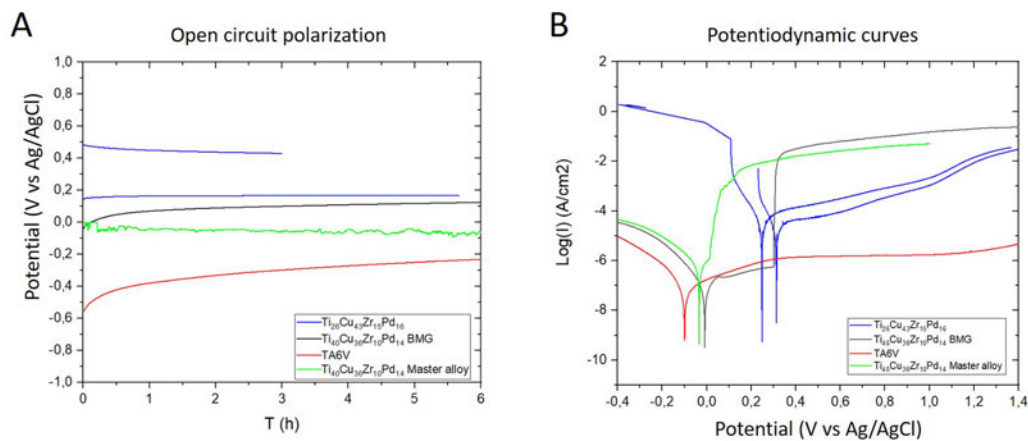 A
Open circuit polarization
Potential (V vs Ag/AgCl)
1,0
0,8
0,6
0,4
0,2
0,0
-0,2
-0,4
-0,6
-0,8
-1,0
0
1
2
3
4
5
6
T (h)
Ti26Cu43Zr15Pd16
Ti40Cu36Zr10Pd14 BMG
TA6V
Ti40Cu36Zr10Pd14 Master alloy
B
Potentiodynamic curves
Log(I) (A/cm2)
2
0
-2
-4
-6
-8
-10
-0,4
-0,2
0,0
0,2
0,4
0,6
0,8
1,0
1,2
1,4
Potential (V vs Ag/AgCl)
Ti26Cu43Zr15Pd16
Ti40Cu36Zr10Pd14 BMG
TA6V
Ti40Cu36Zr10Pd14 Master alloy